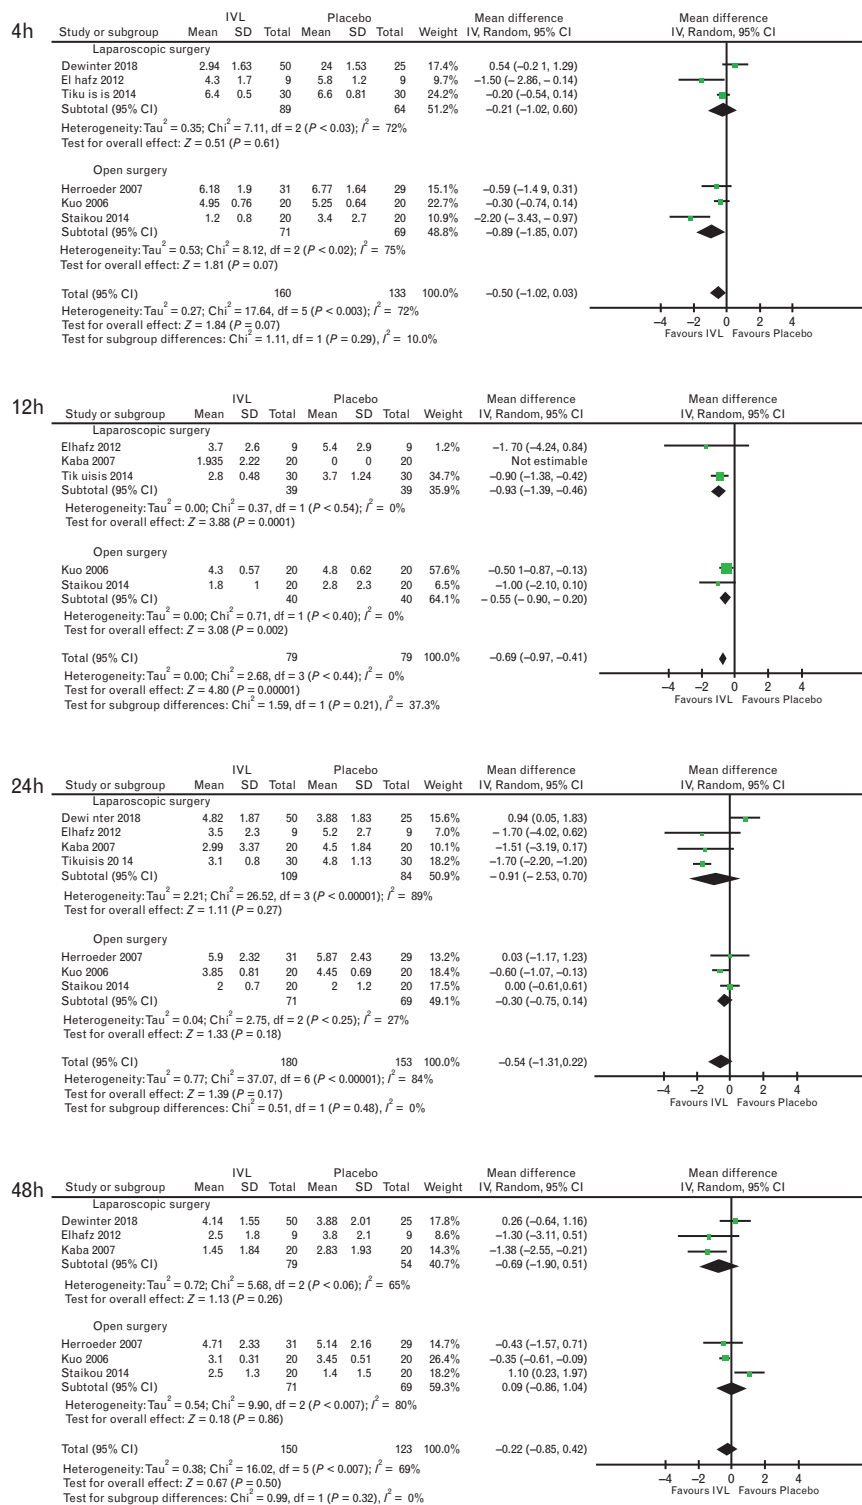 4h
IVL Placebo Mean difference Mean difference
Study or subgroup Mean SD Total Mean SD Total Weight IV, Random, 95% CI IV, Random, 95% CI
Laparoscopic surgery
Dewinter 2018 2.94 1.63 50 24 1.53 25 17.4% 0.54 (−0.2 1, 1.29)
El hafz 2012 4.3 1.7 9 5.8 1.2 9 9.7% −1.50 (− 2.86, − 0.14)
Tiku is is 2014 6.4 0.5 30 6.6 0.81 30 24.2% −0.20 (−0.54, 0.14)
Subtotal (95% CI) 89 64 51.2% −0.21 (−1.02, 0.60)
Heterogeneity: Tau² = 0.35; Chi² = 7.11, df = 2 (P < 0.03); I² = 72%
Test for overall effect: Z = 0.51 (P = 0.61)
Open surgery
Herroeder 2007 6.18 1.9 31 6.77 1.64 29 15.1% −0.59 (−1.4 9, 0.31)
Kuo 2006 4.95 0.76 20 5.25 0.64 20 22.7% −0.30 (−0.74, 0.14)
Staikou 2014 1.2 0.8 20 3.4 2.7 20 10.9% −2.20 (− 3.43, − 0.97)
Subtotal (95% CI) 71 69 48.8% −0.89 (−1.85, 0.07)
Heterogeneity: Tau² = 0.53; Chi² = 8.12, df = 2 (P < 0.02); I² = 75%
Test for overall effect: Z = 1.81 (P = 0.07)
Total (95% CI) 160 133 100.0% −0.50 (−1.02, 0.03)
Heterogeneity: Tau² = 0.27; Chi² = 17.64, df = 5 (P < 0.003); I² = 72%
Test for overall effect: Z = 1.84 (P = 0.07)
Test for subgroup differences: Chi² = 1.11, df = 1 (P = 0.29), I² = 10.0%
−4 −2 0 2 4
Favours IVL Favours Placebo
12h
IVL Placebo Mean difference Mean difference
Study or subgroup Mean SD Total Mean SD Total Weight IV, Random, 95% CI IV, Random, 95% CI
Laparoscopic surgery
Elhafz 2012 3.7 2.6 9 5.4 2.9 9 1.2% −1. 70 (−4.24, 0.84)
Kaba 2007 1.935 2.22 20 0 0 20 Not estimable
Tik uisis 2014 2.8 0.48 30 3.7 1.24 30 34.7% −0.90 (−1.38, −0.42)
Subtotal (95% CI) 39 39 35.9% −0.93 (−1.39, −0.46)
Heterogeneity: Tau² = 0.00; Chi² = 0.37, df = 1 (P < 0.54); I² = 0%
Test for overall effect: Z = 3.88 (P = 0.0001)
Open surgery
Kuo 2006 4.3 0.57 20 4.8 0.62 20 57.6% −0.50 1−0.87, −0.13)
Staikou 2014 1.8 1 20 2.8 2.3 20 6.5% −1.00 (−2.10, 0.10)
Subtotal (95% CI) 40 40 64.1% − 0.55 (− 0.90, − 0.20)
Heterogeneity: Tau² = 0.00; Chi² = 0.71, df = 1 (P < 0.40); I² = 0%
Test for overall effect: Z = 3.08 (P = 0.002)
Total (95% CI) 79 79 100.0% −0.69 (−0.97, −0.41)
Heterogeneity: Tau² = 0.00; Chi² = 2.68, df = 3 (P < 0.44); I² = 0%
Test for overall effect: Z = 4.80 (P = 0.00001)
Test for subgroup differences: Chi² = 1.59, df = 1 (P = 0.21), I² = 37.3%
−4 −2 0 2 4
Favours IVL Favours Placebo
24h
IVL Placebo Mean difference Mean difference
Study or subgroup Mean SD Total Mean SD Total Weight IV, Random, 95% CI IV, Random, 95% CI
Laparoscopic surgery
Dewi nter 2018 4.82 1.87 50 3.88 1.83 25 15.6% 0.94 (0.05, 1.83)
Elhafz 2012 3.5 2.3 9 5.2 2.7 9 7.0% − 1.70 (−4.02, 0.62)
Kaba 2007 2.99 3.37 20 4.5 1.84 20 10.1% −1.51 (−3.19, 0.17)
Tikuisis 20 14 3.1 0.8 30 4.8 1.13 30 18.2% −1.70 (−2.20, −1.20)
Subtotal (95% CI) 109 84 50.9% −0.91 (− 2.53, 0.70)
Heterogeneity: Tau² = 2.21; Chi² = 26.52, df = 3 (P < 0.00001); I² = 89%
Test for overall effect: Z = 1.11 (P = 0.27)
Open surgery
Herroeder 2007 5.9 2.32 31 5.87 2.43 29 13.2% 0.03 (−1.17, 1.23)
Kuo 2006 3.85 0.81 20 4.45 0.69 20 18.4% −0.60 (−1.07, −0.13)
Staikou 2014 2 0.7 20 2 1.2 20 17.5% 0.00 (−0.61,0.61)
Subtotal (95% CI) 71 69 49.1% −0.30 (−0.75, 0.14)
Heterogeneity: Tau² = 0.04; Chi² = 2.75, df = 2 (P < 0.25); I² = 27%
Test for overall effect: Z = 1.33 (P = 0.18)
Total (95% CI) 180 153 100.0% −0.54 (−1.31,0.22)
Heterogeneity: Tau² = 0.77; Chi² = 37.07, df = 6 (P < 0.00001); I² = 84%
Test for overall effect: Z = 1.39 (P = 0.17)
Test for subgroup differences: Chi² = 0.51, df = 1 (P = 0.48), I² = 0%
−4 −2 0 2 4
Favours IVL Favours Placebo
48h
IVL Placebo Mean difference Mean difference
Study or subgroup Mean SD Total Mean SD Total Weight IV, Random, 95% CI IV, Random, 95% CI
Laparoscopic surgery
Dewinter 2018 4.14 1.55 50 3.88 2.01 25 17.8% 0.26 (−0.64, 1.16)
Elhafz 2012 2.5 1.8 9 3.8 2.1 9 8.6% −1.30 (−3.11, 0.51)
Kaba 2007 1.45 1.84 20 2.83 1.93 20 14.3% −1.38 (−2.55, −0.21)
Subtotal (95% CI) 79 54 40.7% −0.69 (−1.90, 0.51)
Heterogeneity: Tau² = 0.72; Chi² = 5.68, df = 2 (P < 0.06); I² = 65%
Test for overall effect: Z = 1.13 (P = 0.26)
Open surgery
Herroeder 2007 4.71 2.33 31 5.14 2.16 29 14.7% −0.43 (−1.57, 0.71)
Kuo 2006 3.1 0.31 20 3.45 0.51 20 26.4% −0.35 (−0.61, −0.09)
Staikou 2014 2.5 1.3 20 1.4 1.5 20 18.2% 1.10 (0.23, 1.97)
Subtotal (95% CI) 71 69 59.3% 0.09 (−0.86, 1.04)
Heterogeneity: Tau² = 0.54; Chi² = 9.90, df = 2 (P < 0.007); I² = 80%
Test for overall effect: Z = 0.18 (P = 0.86)
Total (95% CI) 150 123 100.0% −0.22 (−0.85, 0.42)
Heterogeneity: Tau² = 0.38; Chi² = 16.02, df = 5 (P < 0.007); I² = 69%
Test for overall effect: Z = 0.67 (P = 0.50)
Test for subgroup differences: Chi² = 0.99, df = 1 (P = 0.32), I² = 0%
−4 −2 0 2 4
Favours IVL Favours Placebo